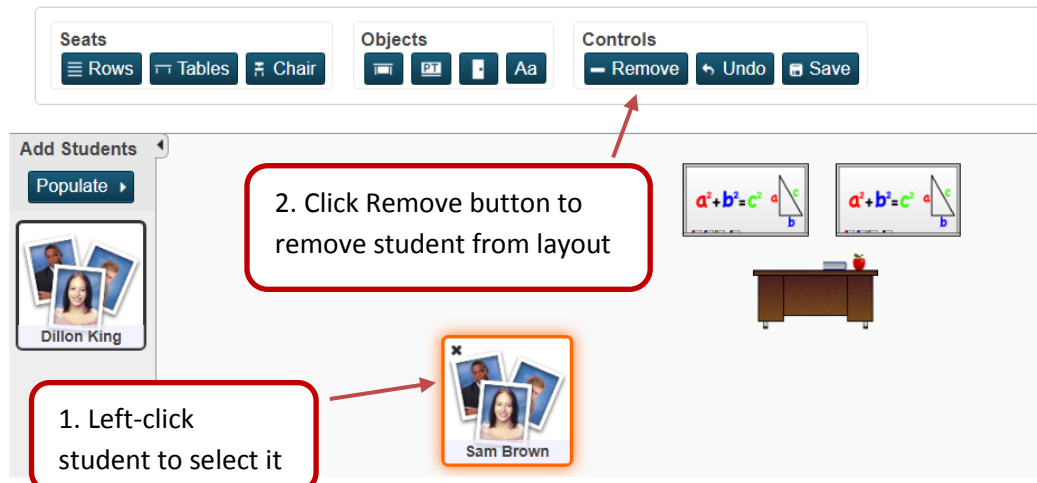 Seats
Rows Tables Chair
Objects
PT Aa
Controls
Remove Undo Save
Add Students
Populate
Dillon King
2. Click Remove button to
remove student from layout
a²+b²=c² a c b
a²+b²=c² a c b
Sam Brown
1. Left-click
student to select it